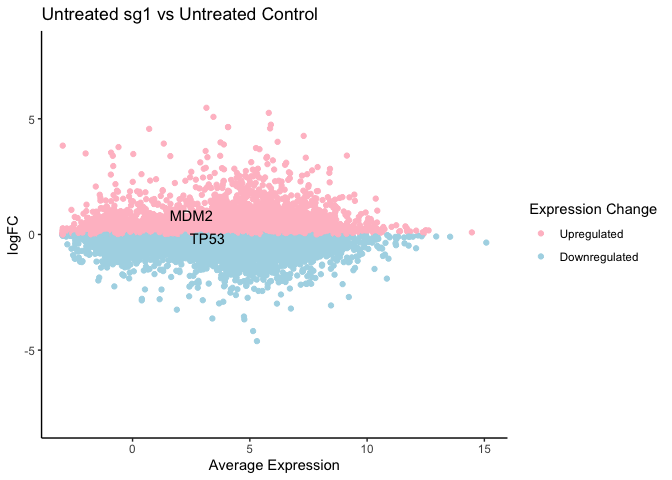 Untreated sg1 vs Untreated Control
logFC
5
0
-5
MDM2
TP53
0 5 10 15
Average Expression
Expression Change
Upregulated
Downregulated